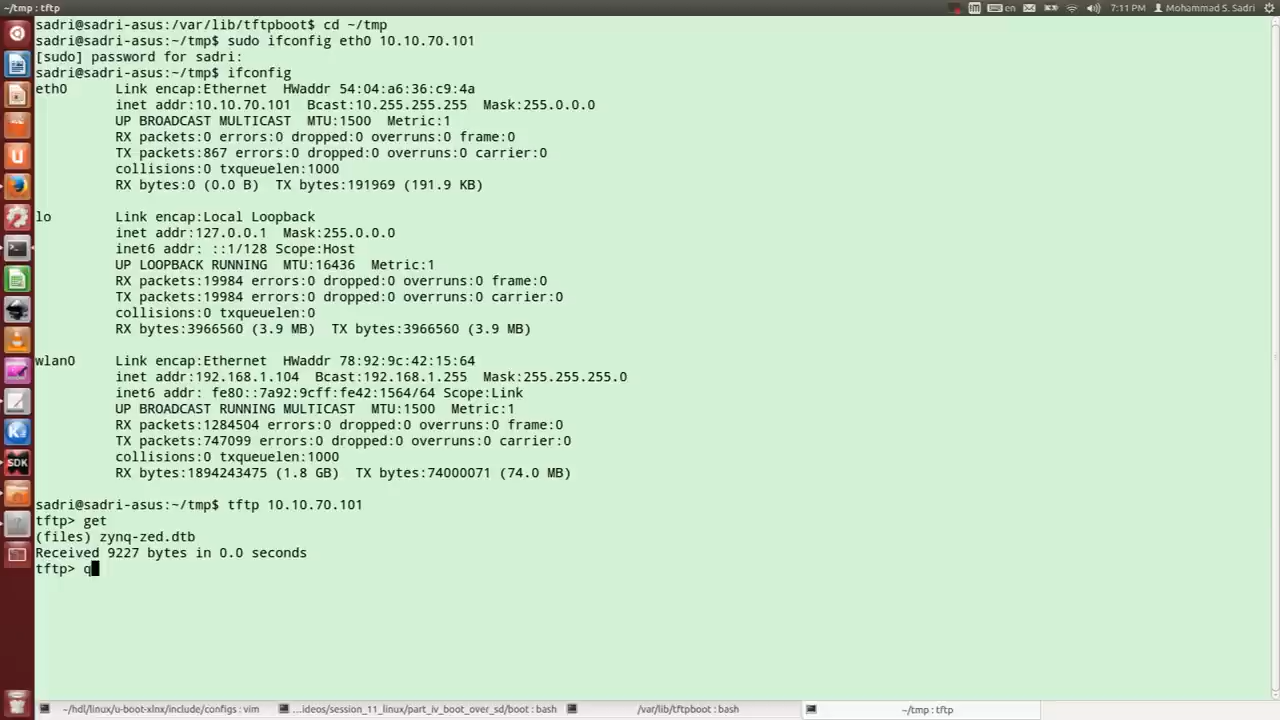 ~/tmp : tftp
en
7:11 PM
Mohammad S. Sadri
sadri@sadri-asus:/var/lib/tftpboot$ cd ~/tmp
sadri@sadri-asus:~/tmp$ sudo ifconfig eth0 10.10.70.101
[sudo] password for sadri:
sadri@sadri-asus:~/tmp$ ifconfig
eth0      Link encap:Ethernet  HWaddr 54:04:a6:36:c9:4a
          inet addr:10.10.70.101  Bcast:10.255.255.255  Mask:255.0.0.0
          UP BROADCAST MULTICAST  MTU:1500  Metric:1
          RX packets:0 errors:0 dropped:0 overruns:0 frame:0
          TX packets:867 errors:0 dropped:0 overruns:0 carrier:0
          collisions:0 txqueuelen:1000
          RX bytes:0 (0.0 B)  TX bytes:191969 (191.9 KB)
lo        Link encap:Local Loopback
          inet addr:127.0.0.1  Mask:255.0.0.0
          inet6 addr: ::1/128 Scope:Host
          UP LOOPBACK RUNNING  MTU:16436  Metric:1
          RX packets:19984 errors:0 dropped:0 overruns:0 frame:0
          TX packets:19984 errors:0 dropped:0 overruns:0 carrier:0
          collisions:0 txqueuelen:0
          RX bytes:3966560 (3.9 MB)  TX bytes:3966560 (3.9 MB)
wlan0     Link encap:Ethernet  HWaddr 78:92:9c:42:15:64
          inet addr:192.168.1.104  Bcast:192.168.1.255  Mask:255.255.255.0
          inet6 addr: fe80::7a92:9cff:fe42:1564/64 Scope:Link
          UP BROADCAST RUNNING MULTICAST  MTU:1500  Metric:1
          RX packets:1284504 errors:0 dropped:0 overruns:0 frame:0
          TX packets:747099 errors:0 dropped:0 overruns:0 carrier:0
          collisions:0 txqueuelen:1000
          RX bytes:1894243475 (1.8 GB)  TX bytes:74000071 (74.0 MB)
sadri@sadri-asus:~/tmp$ tftp 10.10.70.101
tftp> get
(files) zynq-zed.dtb
Received 9227 bytes in 0.0 seconds
tftp> q
SDK
~/hdl/linux/u-boot-xlnx/include/configs : vim
...ideos/session_11_linux/part_iv_boot_over_sd/boot : bash
/var/lib/tftpboot : bash
~/tmp : tftp